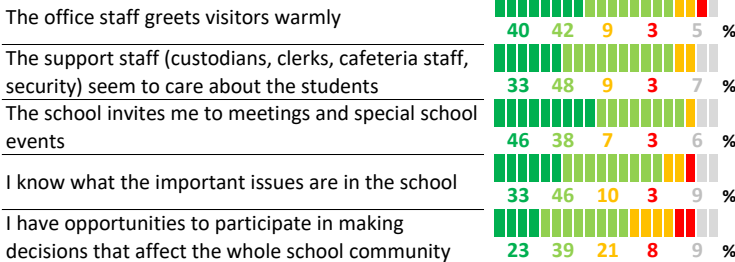 The office staff greets visitors warmly
40 42 9 3 5 %
The support staff (custodians, clerks, cafeteria staff,
security) seem to care about the students
33 48 9 3 7 %
The school invites me to meetings and special school
events
46 38 7 3 6 %
I know what the important issues are in the school
33 46 10 3 9 %
I have opportunities to participate in making
decisions that affect the whole school community
23 39 21 8 9 %